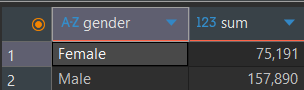 A-Z gender 123 sum
1 Female 75,191
2 Male 157,890